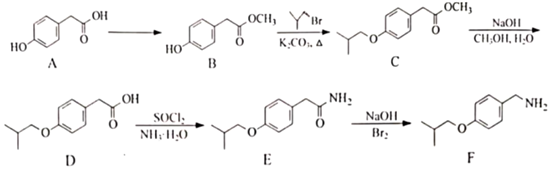 OH
HO
O
A
OCH₃
HO
O
B
Br
K₂CO₃, △
OCH₃
O
O
C
NaOH
CH₃OH, H₂O
OH
O
O
D
SOCl₂
NH₃·H₂O
NH₂
O
O
E
NaOH
Br₂
NH₂
O
F